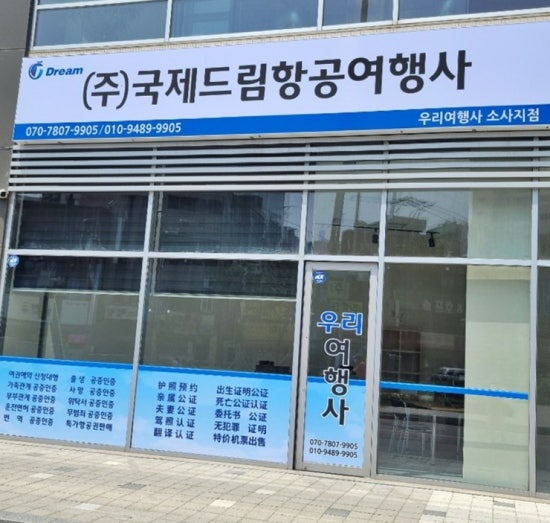 Dream
(주)국제드림항공여행사
070-7807-9905 / 010-9489-9905
우리여행사 소사지점
여권예약 신청대행 출생 공증인증
가족관계 공증인증 사망 공증인증
부부관계 공증인증 위탁서 공증인증
운전면허 공증인증 무범죄 공증인증
번역 공증인증 특가항공권판매
护照预约 出生证明公证
亲属公证 死亡公证认证
夫妻公证 委托书 公证
驾照认证 无犯罪 证明
翻译认证 特价机票出售
우리
여행사
070-7807-9905
010-9489-9905